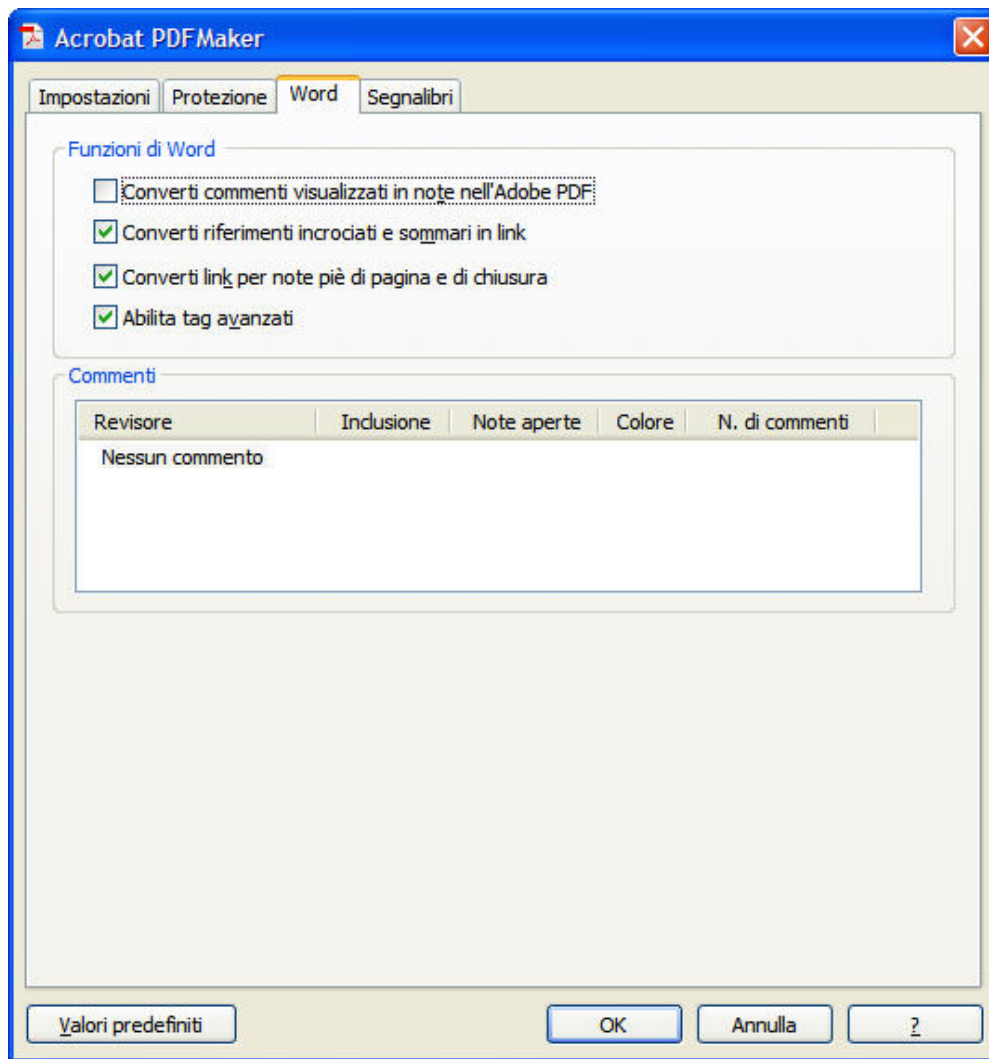 Acrobat PDFMaker
Impostazioni Protezione Word Segnalibri
Funzioni di Word
Converti commenti visualizzati in note nell'Adobe PDF
Converti riferimenti incrociati e sommari in link
Converti link per note piè di pagina e di chiusura
Abilita tag avanzati
Commenti
Revisore Inclusione Note aperte Colore N. di commenti
Nessun commento
Valori predefiniti OK Annulla ?